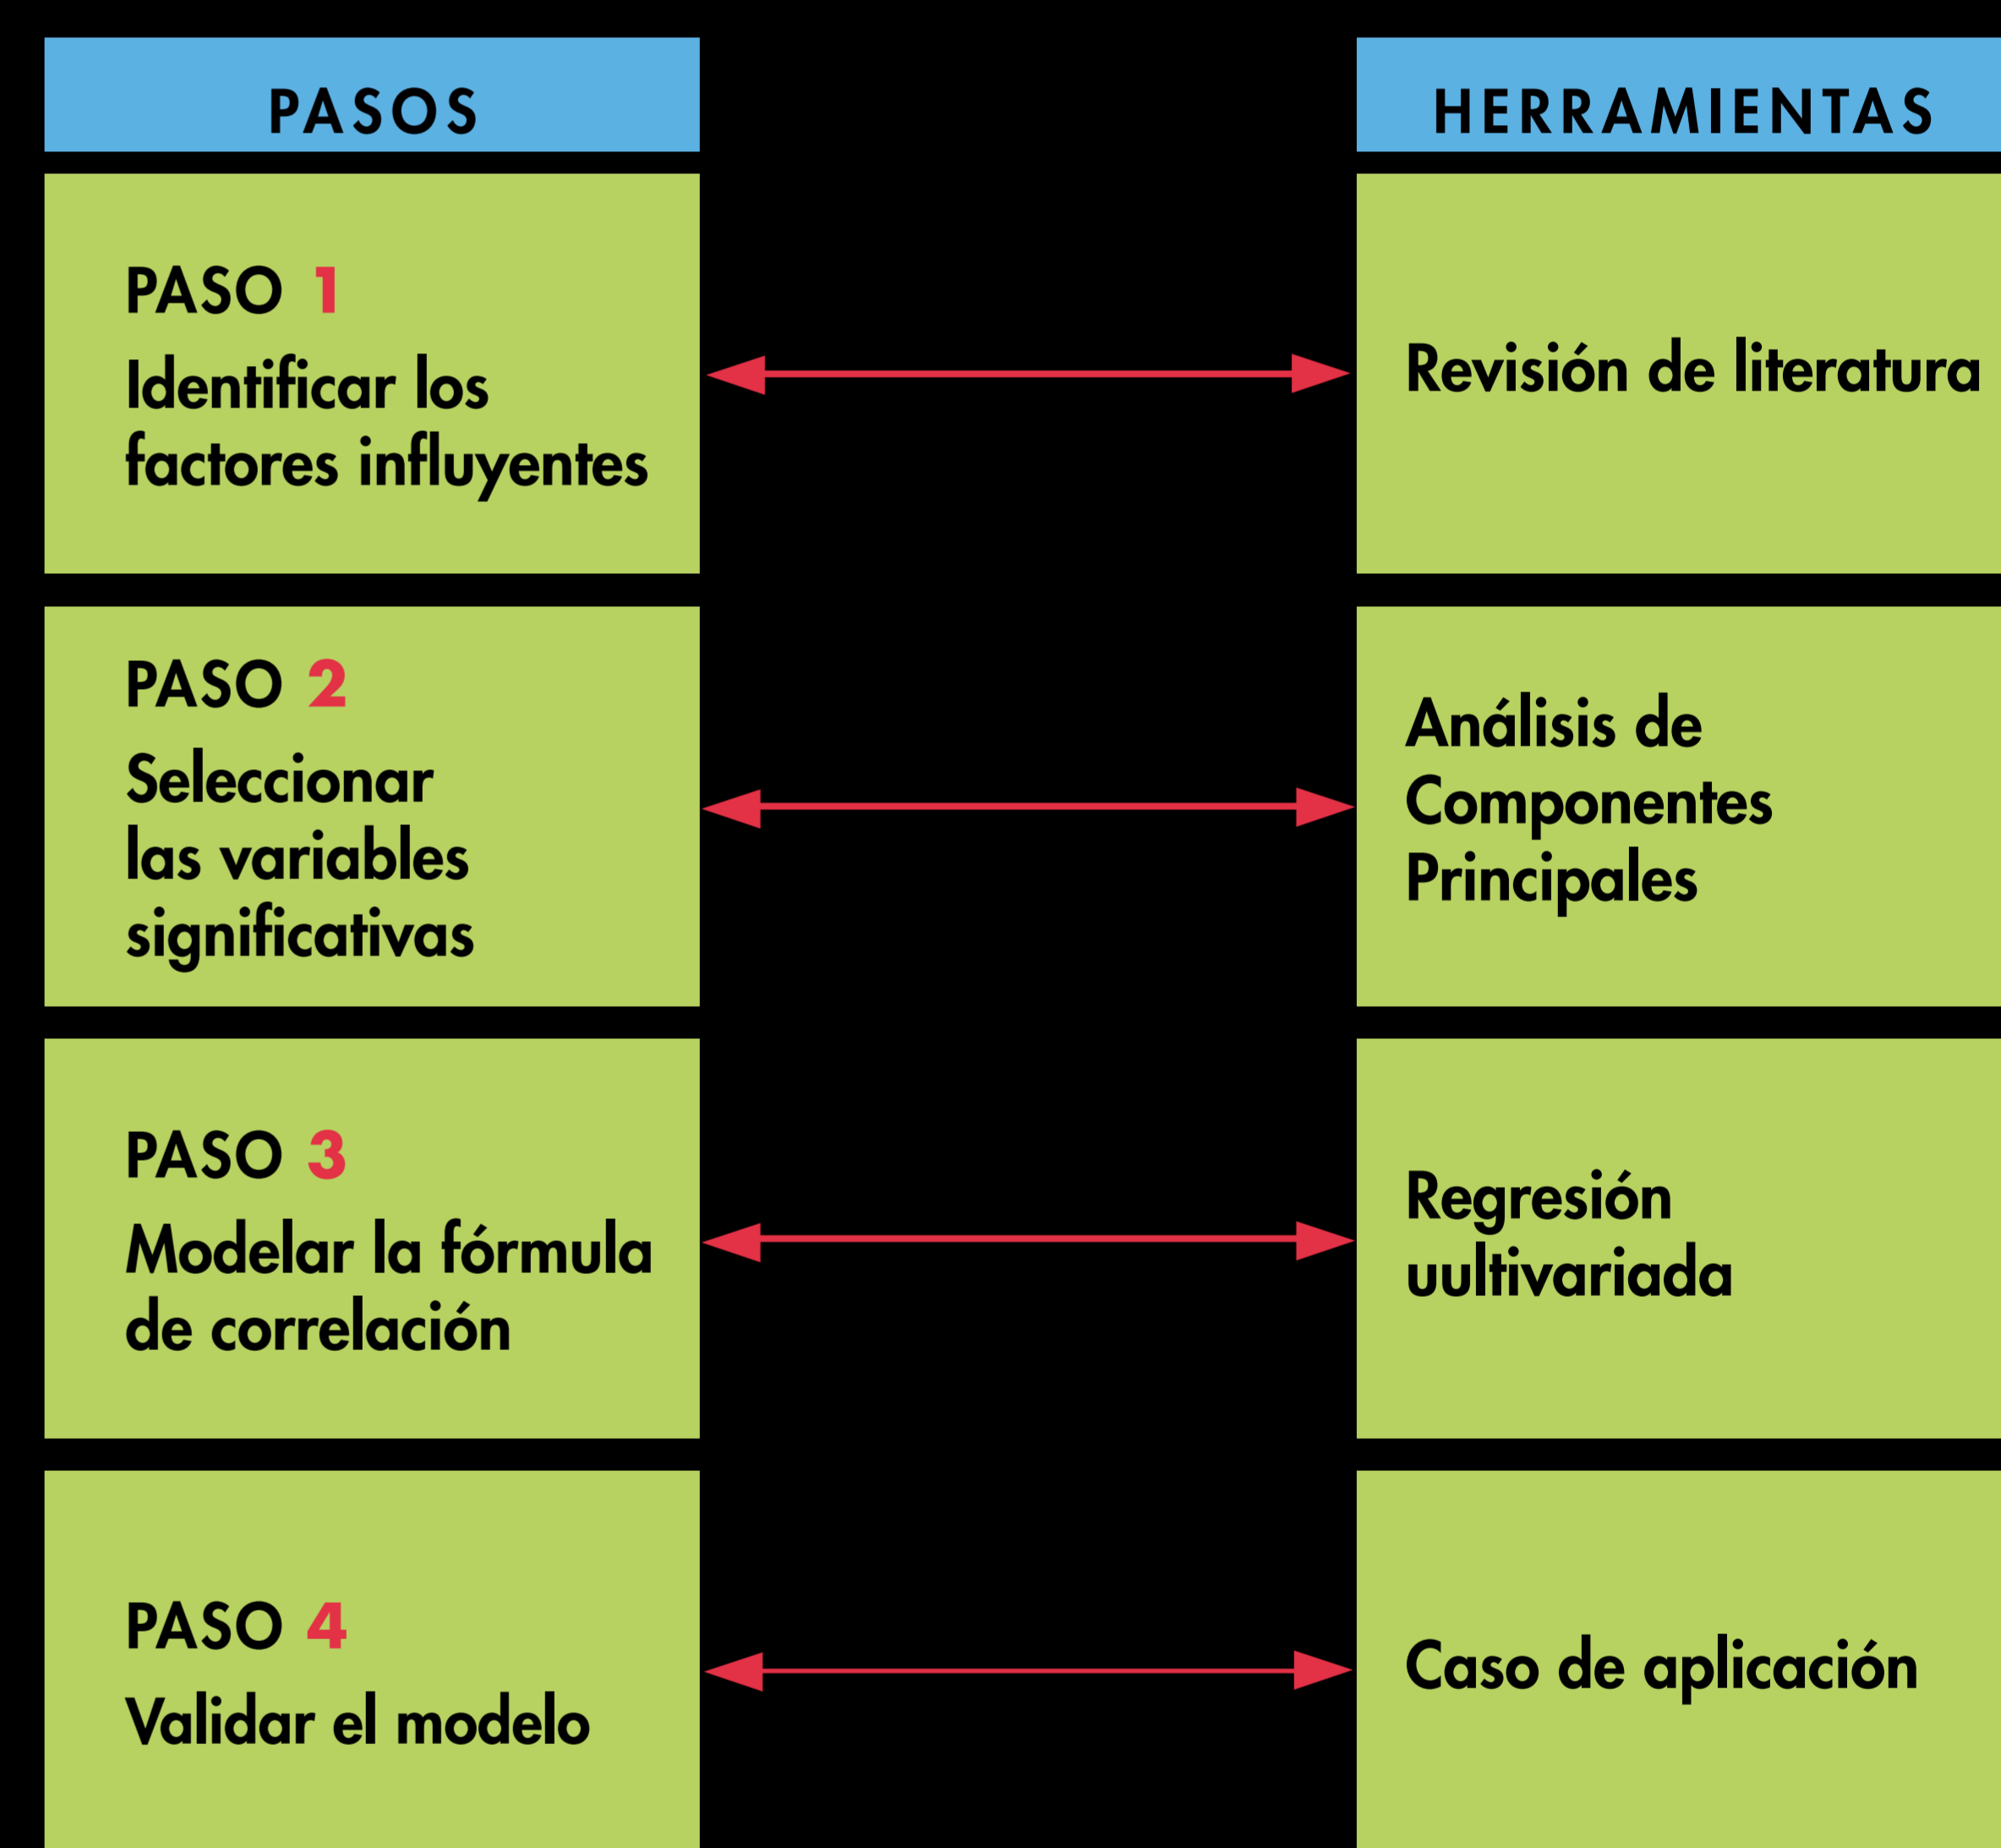 PASOS
HERRAMIENTAS
PASO 1
Identificar los
factores influyentes
Revisión de literatura
PASO 2
Seleccionar
las variables
significativas
Análisis de
Componentes
Principales
PASO 3
Modelar la fórmula
de correlación
Regresión
uultivariada
PASO 4
Validar el modelo
Caso de aplicación